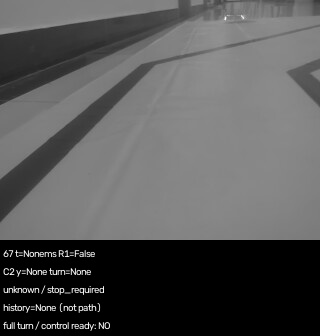 67 t=Nonems R1=False
C2 y=None turn=None
unknown / stop_required
history=None (not path)
full turn / control ready: NO